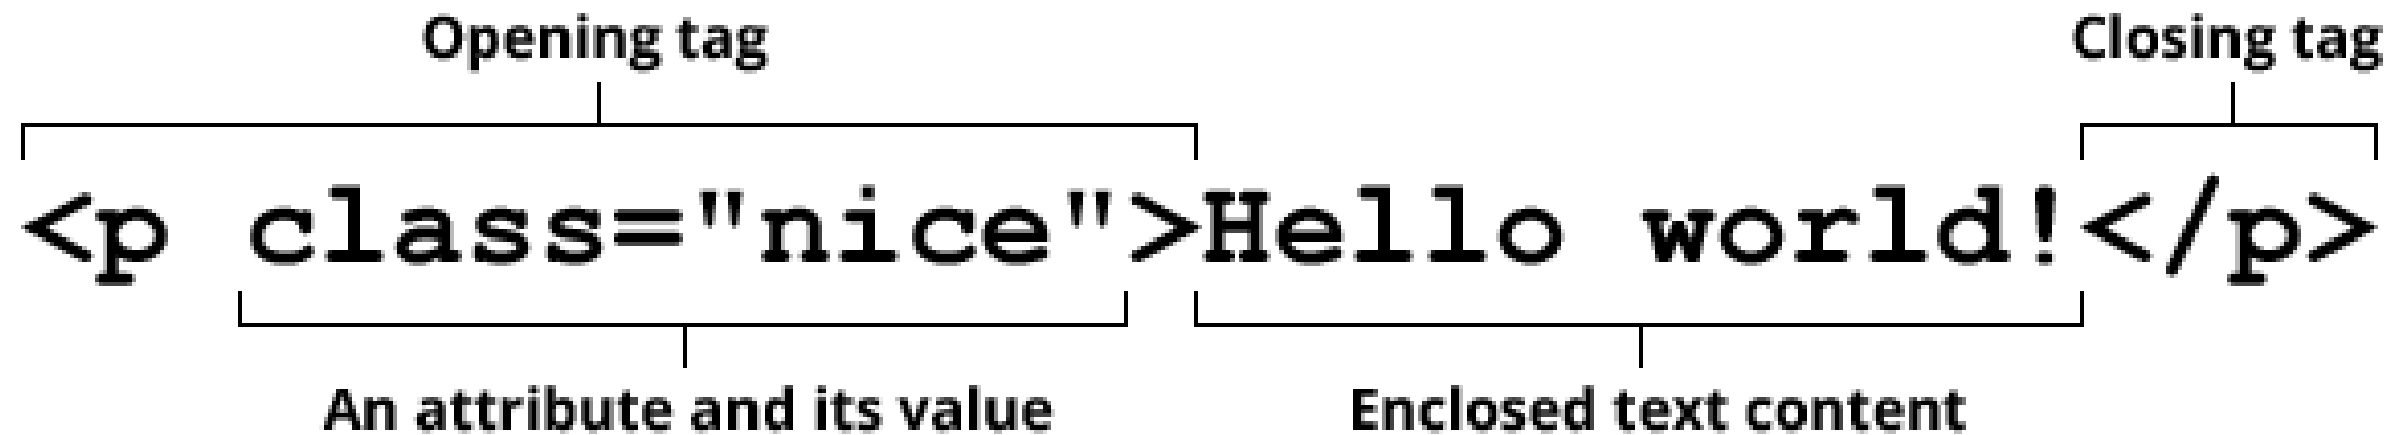 Opening tag Closing tag
<p class="nice">Hello world!</p>
An attribute and its value Enclosed text content